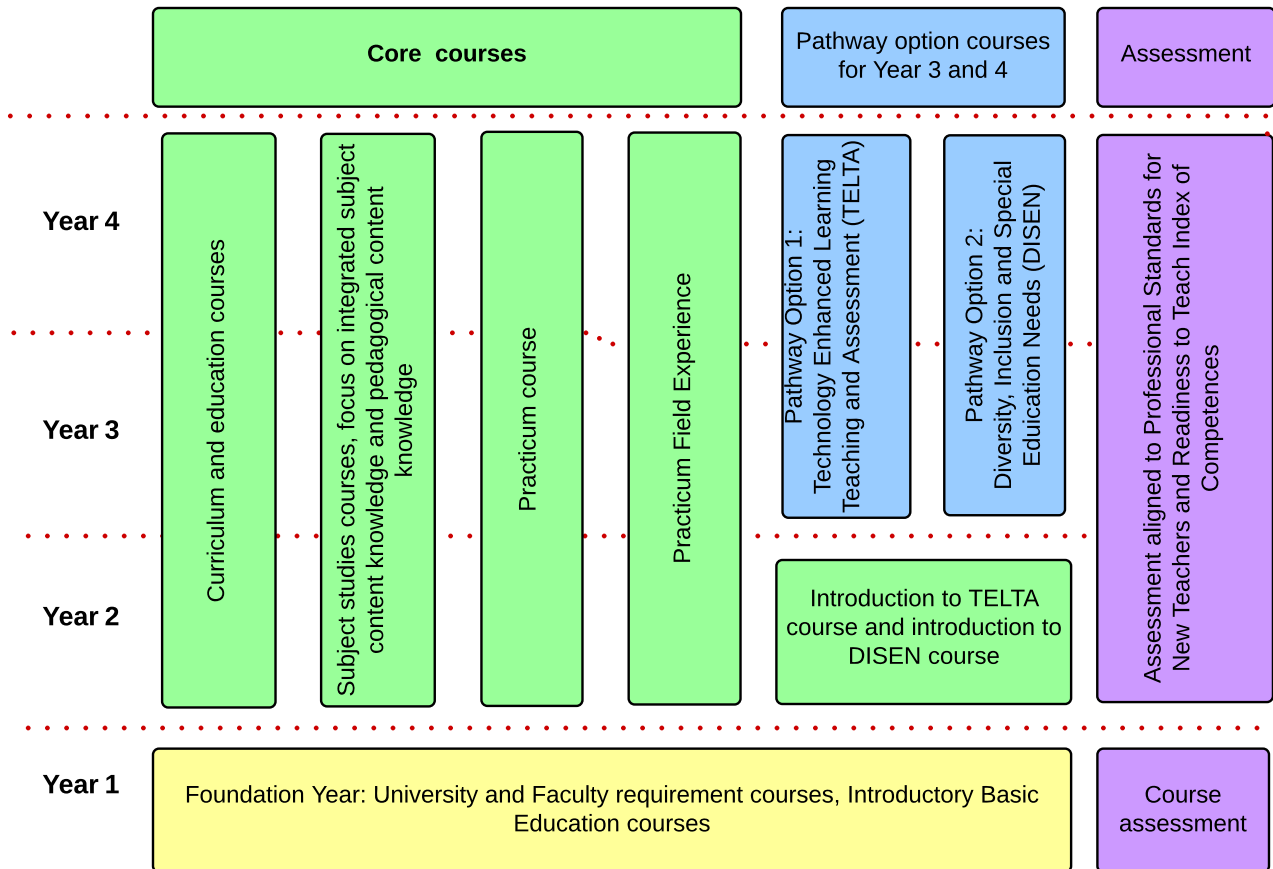 Core courses
Pathway option courses
for Year 3 and 4
Assessment
Year 4
Year 3
Year 2
Year 1
Curriculum and education courses
Subject studies courses, focus on integrated subject
content knowledge and pedagogical content
knowledge
Practicum course
Practicum Field Experience
Pathway Option 1:
Technology Enhanced Learning
Teaching and Assessment (TELTA)
Pathway Option 2:
Diversity, Inclusion and Special
Eduication Needs (DISEN)
Assessment aligned to Professional Standards for
New Teachers and Readiness to Teach Index of
Competences
Introduction to TELTA
course and introduction to
DISEN course
Foundation Year: University and Faculty requirement courses, Introductory Basic
Education courses
Course
assessment